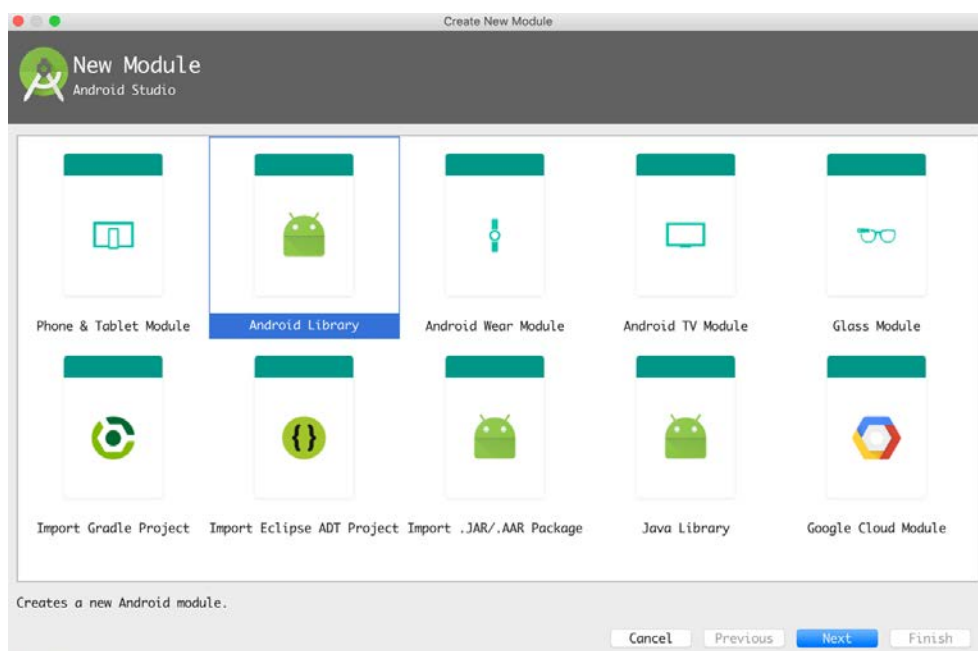 Create New Module
New Module
Android Studio
Phone & Tablet Module
Android Library
Android Wear Module
Android TV Module
Glass Module
Import Gradle Project
Import Eclipse ADT Project
Import .JAR/.AAR Package
Java Library
Google Cloud Module
Creates a new Android module.
Cancel
Previous
Next
Finish